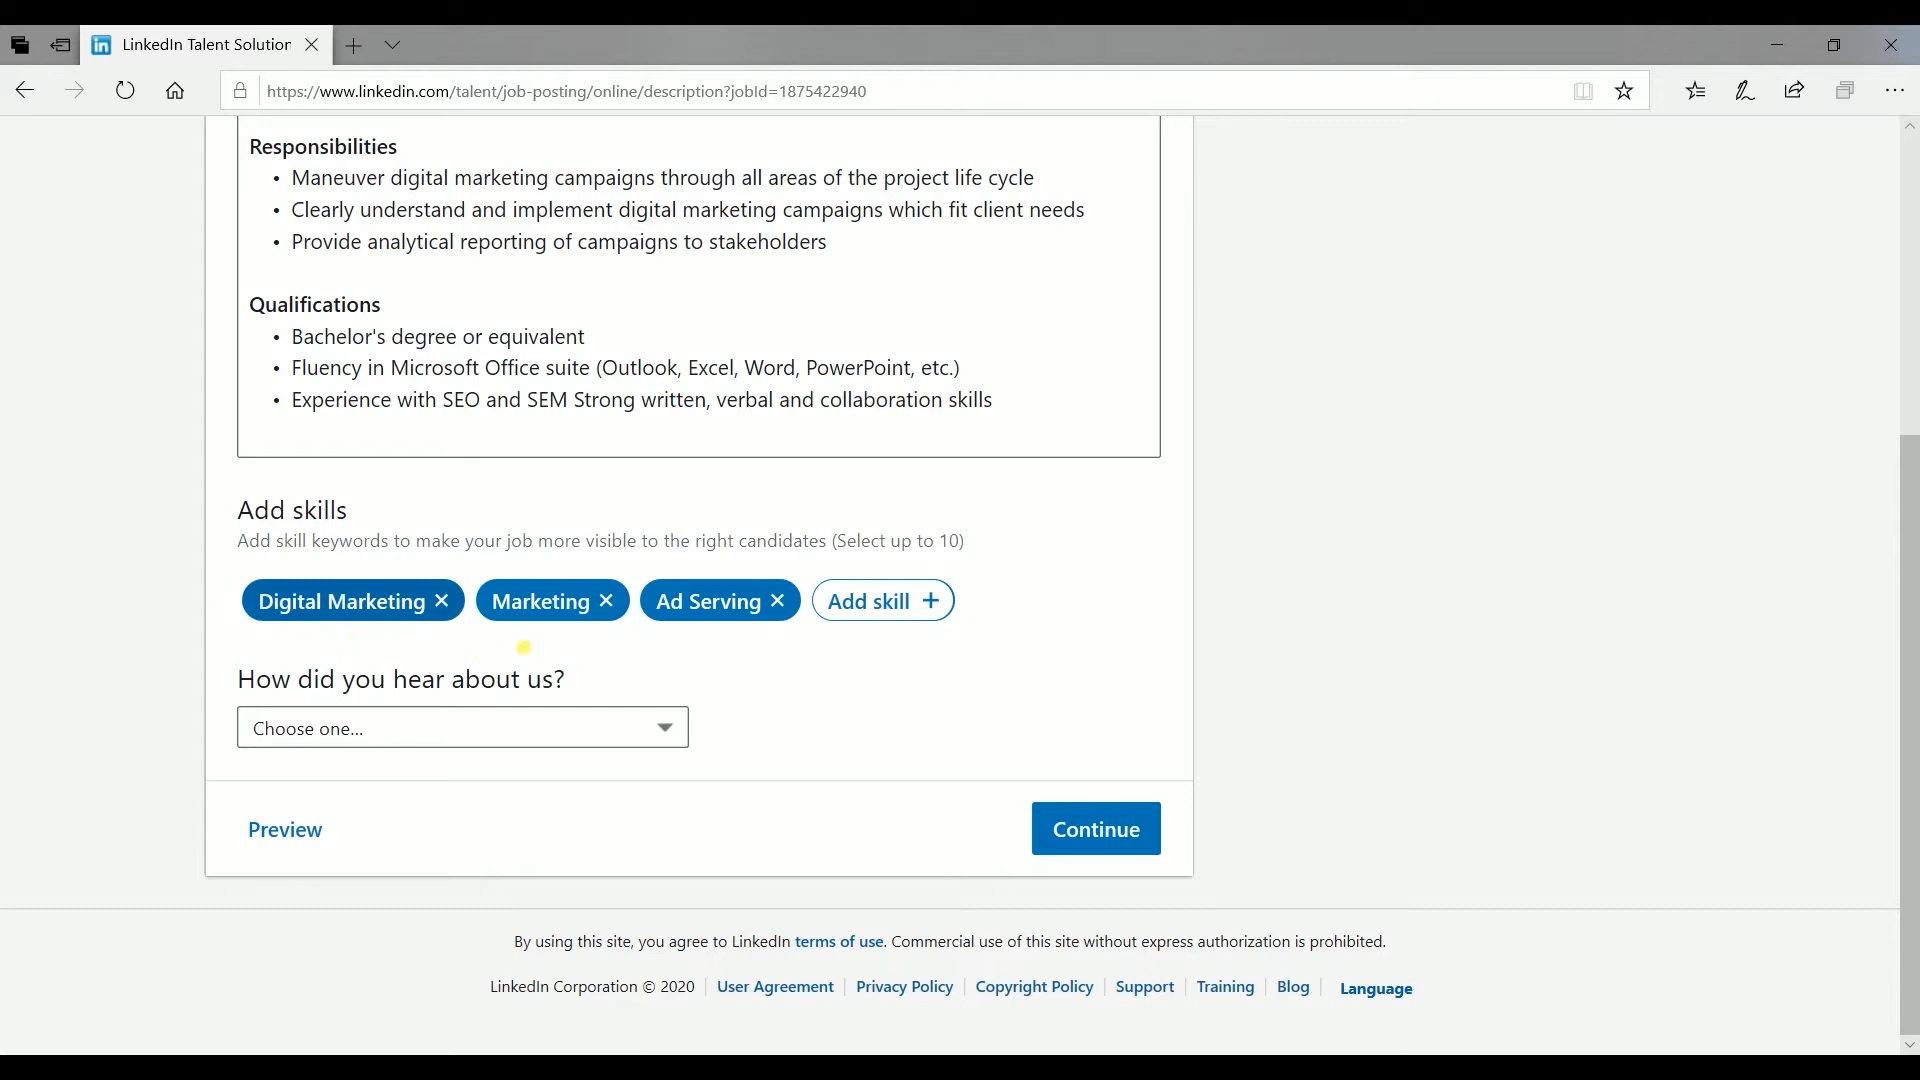 LinkedIn Talent Solution
https://www.linkedin.com/talent/job-posting/online/description?jobId=1875422940
Responsibilities
• Maneuver digital marketing campaigns through all areas of the project life cycle
• Clearly understand and implement digital marketing campaigns which fit client needs
• Provide analytical reporting of campaigns to stakeholders
Qualifications
• Bachelor's degree or equivalent
• Fluency in Microsoft Office suite (Outlook, Excel, Word, PowerPoint, etc.)
• Experience with SEO and SEM Strong written, verbal and collaboration skills
Add skills
Add skill keywords to make your job more visible to the right candidates (Select up to 10)
Digital Marketing × Marketing × Ad Serving × Add skill +
How did you hear about us?
Choose one...
Preview Continue
By using this site, you agree to LinkedIn terms of use. Commercial use of this site without express authorization is prohibited.
LinkedIn Corporation © 2020 User Agreement Privacy Policy Copyright Policy Support Training Blog Language